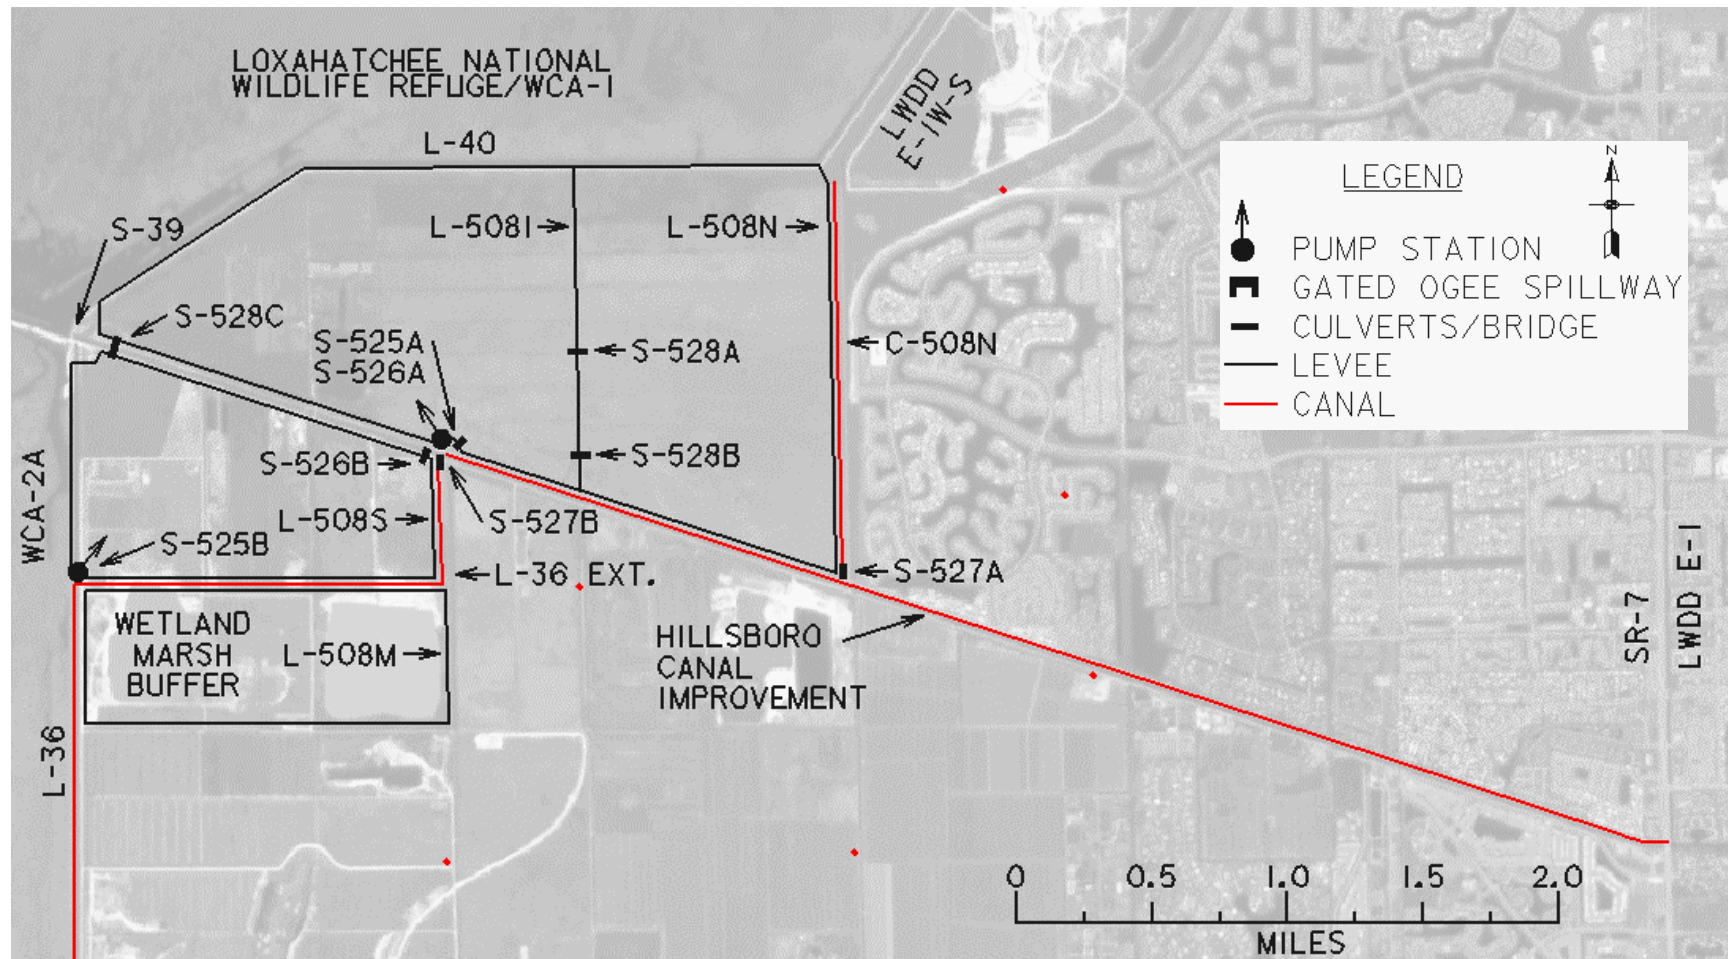 LOXAHATCHEE NATIONAL
WILDLIFE REFUGE/WCA-1
L-40
LWDD
E-1W-S
S-39
L-508I
L-508N
LEGEND
N
PUMP STATION
GATED OGEE SPILLWAY
CULVERTS/BRIDGE
LEVEE
CANAL
S-528C
S-525A
S-526A
S-528A
C-508N
S-526B
S-528B
WCA-2A
L-508S
S-527B
S-525B
L-36 EXT.
S-527A
WETLAND
MARSH
BUFFER
L-508M
HILLSBORO
CANAL
IMPROVEMENT
SR-7
LWDD E-1
L-36
0 0.5 1.0 1.5 2.0
MILES